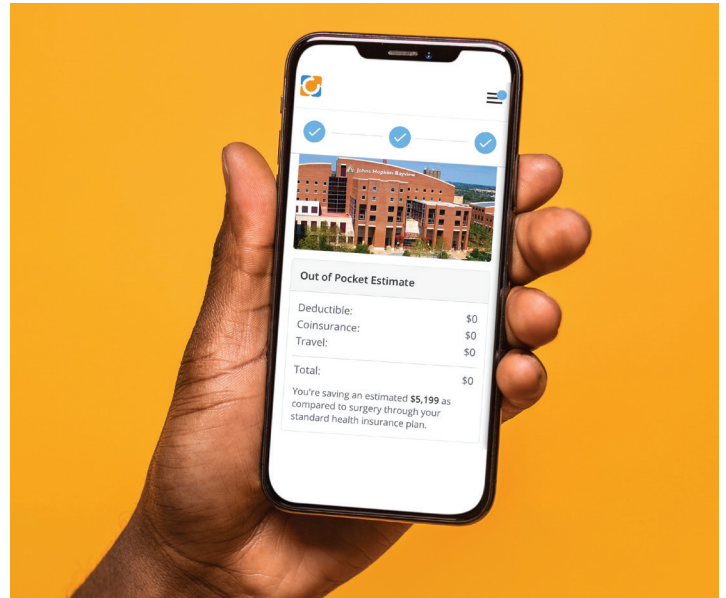 Johns Hopkins Bayview
Out of Pocket Estimate
Deductible: $0
Coinsurance: $0
Travel: $0
Total: $0
You're saving an estimated $5,199 as
compared to surgery through your
standard health insurance plan.